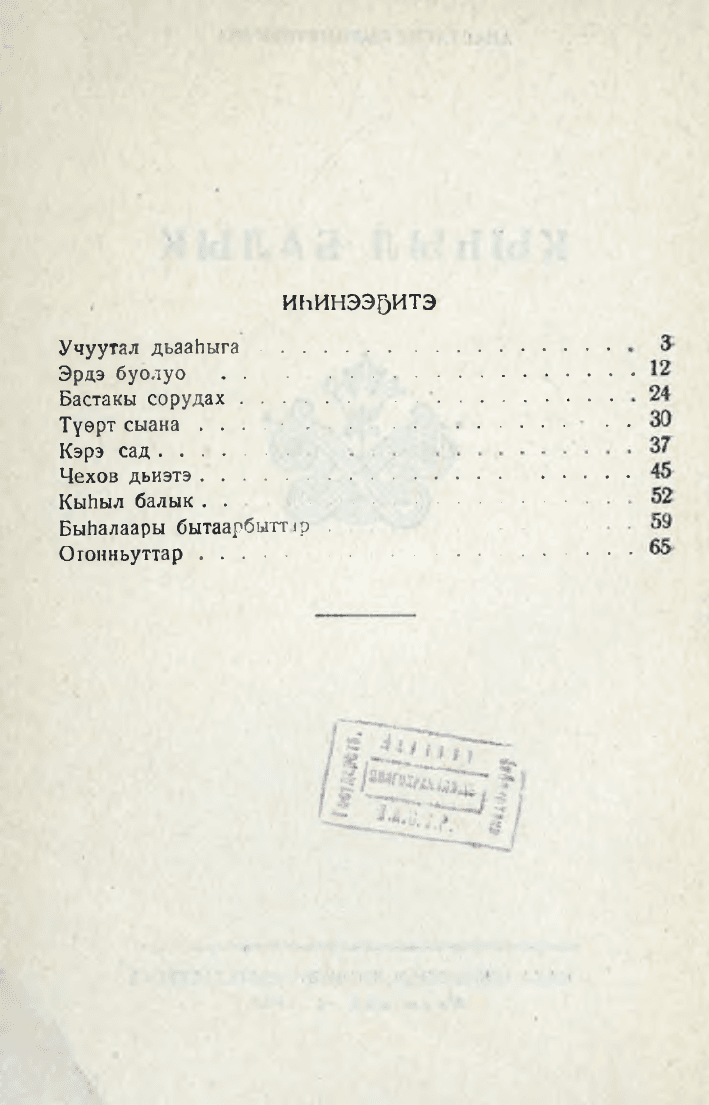 ИҺИНЭЭҔИТЭ
Учуутал дьааһыга . . . . . . . . . . . . . . . . 3
Эрдэ буолуо . . . . . . . . . . . . . . . . 12
Бастакы сорудах . . . . . . . . . . . . . . . . 24
Түөрт сыана . . . . . . . . . . . . . . . . 30
Кэрэ сад . . . . . . . . . . . . . . . . 37
Чехов дьиэтэ . . . . . . . . . . . . . . . . 45
Кыһыл балык . . . . . . . . . . . . . . . . 52
Быһалаары бытаарбыттар . . . 59
Оɩонньуттар . . . . . . . . . . . . . . . . 65